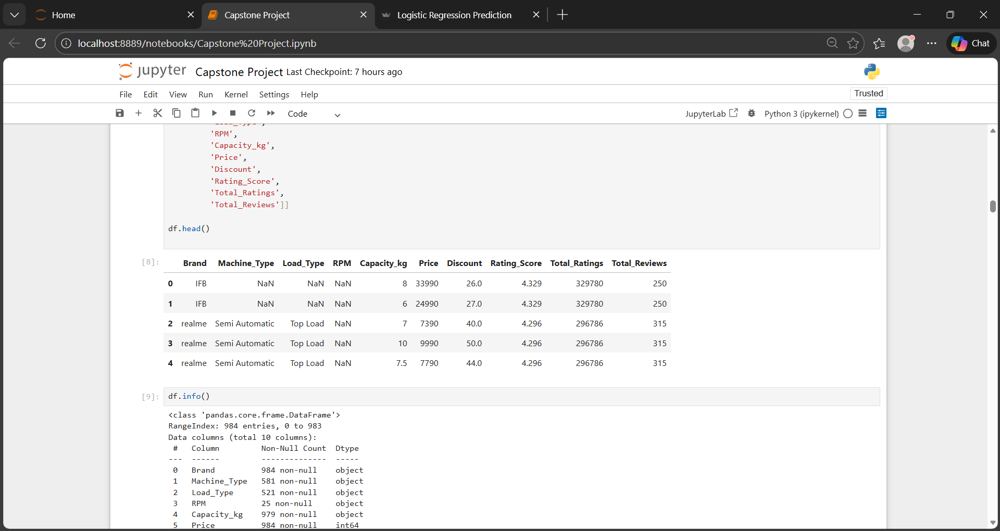 Home
Capstone Project
Logistic Regression Prediction
localhost:8889/notebooks/Capstone%20Project.ipynb
Chat
jupyter Capstone Project Last Checkpoint: 7 hours ago
File Edit View Run Kernel Settings Help
Trusted
Code
JupyterLab Python 3 (ipykernel)
'RPM',
'Capacity_kg',
'Price',
'Discount',
'Rating_Score',
'Total_Ratings',
'Total_Reviews']]
df.head()
[8]:
Brand Machine_Type Load_Type RPM Capacity_kg Price Discount Rating_Score Total_Ratings Total_Reviews
0 IFB NaN NaN NaN 8 33990 26.0 4.329 329780 250
1 IFB NaN NaN NaN 6 24990 27.0 4.329 329780 250
2 realme Semi Automatic Top Load NaN 7 7390 40.0 4.296 296786 315
3 realme Semi Automatic Top Load NaN 10 9990 50.0 4.296 296786 315
4 realme Semi Automatic Top Load NaN 7.5 7790 44.0 4.296 296786 315
[9]: df.info()
<class 'pandas.core.frame.DataFrame'>
RangeIndex: 984 entries, 0 to 983
Data columns (total 10 columns):
# Column Non-Null Count Dtype
--- ------ -------------- -----
0 Brand 984 non-null object
1 Machine_Type 581 non-null object
2 Load_Type 521 non-null object
3 RPM 25 non-null object
4 Capacity_kg 979 non-null object
5 Price 984 non-null int64